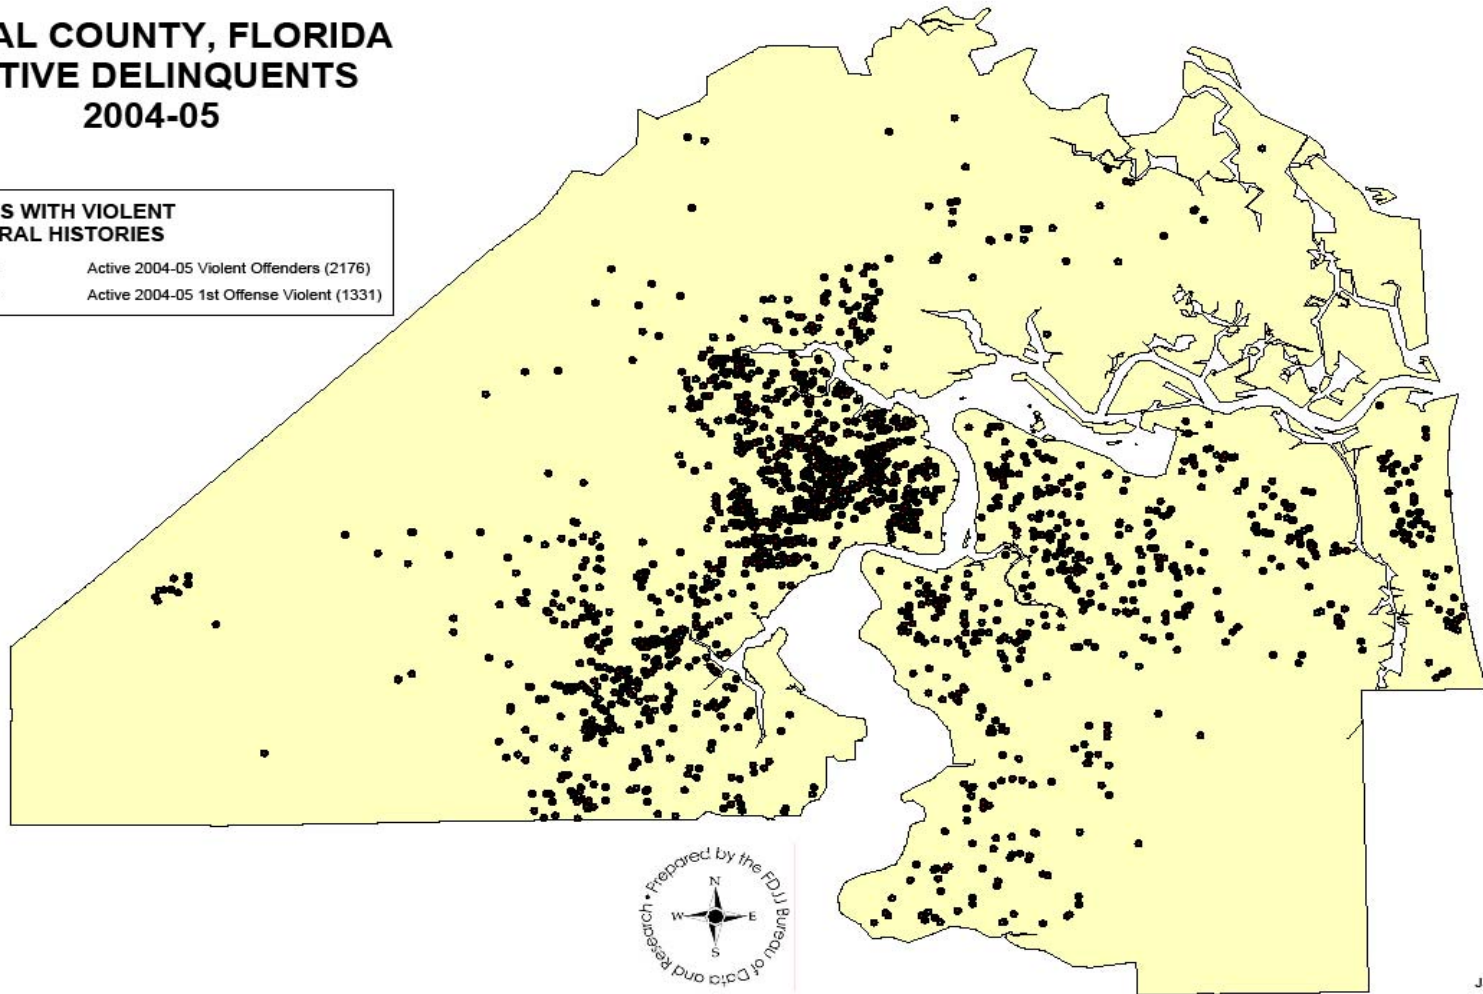 AL COUNTY, FLORIDA
TIVE DELINQUENTS
2004-05
S WITH VIOLENT
RAL HISTORIES
Active 2004-05 Violent Offenders (2176)
Active 2004-05 1st Offense Violent (1331)
Prepared by the FDJJ Bureau of Data and Research •
N
W E
S
J